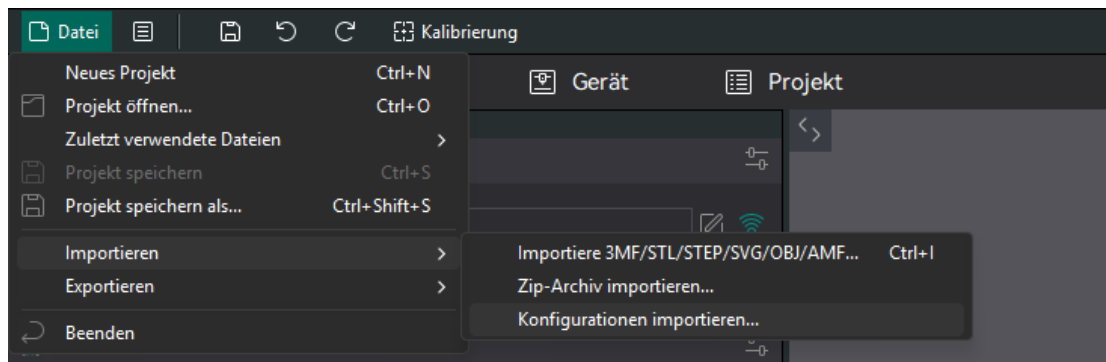 Datei Kalibrierung
Gerät Projekt
Neues Projekt Ctrl+N
Projekt öffnen... Ctrl+O
Zuletzt verwendete Dateien
Projekt speichern Ctrl+S
Projekt speichern als... Ctrl+Shift+S
Importieren
Exportieren
Beenden
Importiere 3MF/STL/STEP/SVG/OBJ/AMF... Ctrl+I
Zip-Archiv importieren...
Konfigurationen importieren...